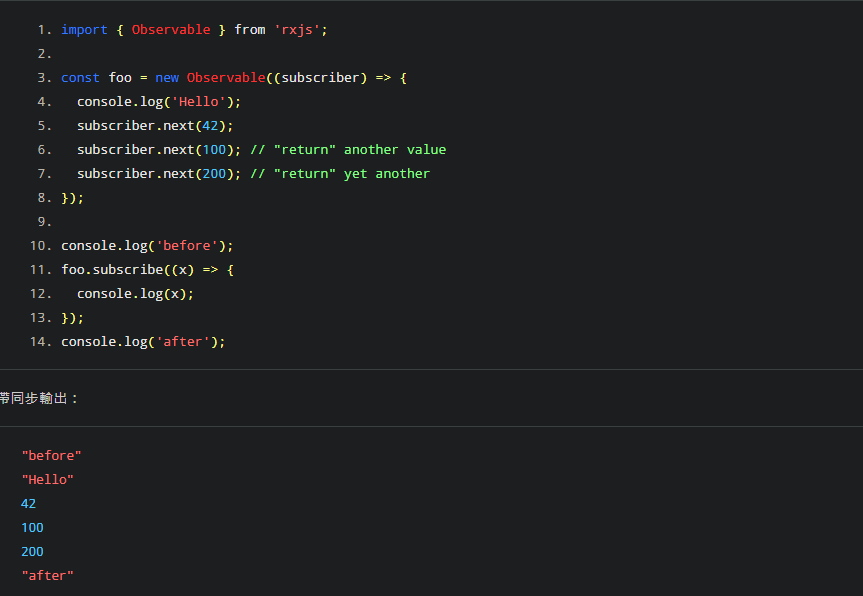 1. import { Observable } from 'rxjs';
2.
3. const foo = new Observable((subscriber) => {
4.   console.log('Hello');
5.   subscriber.next(42);
6.   subscriber.next(100); // "return" another value
7.   subscriber.next(200); // "return" yet another
8. });
9.
10. console.log('before');
11. foo.subscribe((x) => {
12.   console.log(x);
13. });
14. console.log('after');
帶同步輸出：
"before"
"Hello"
42
100
200
"after"